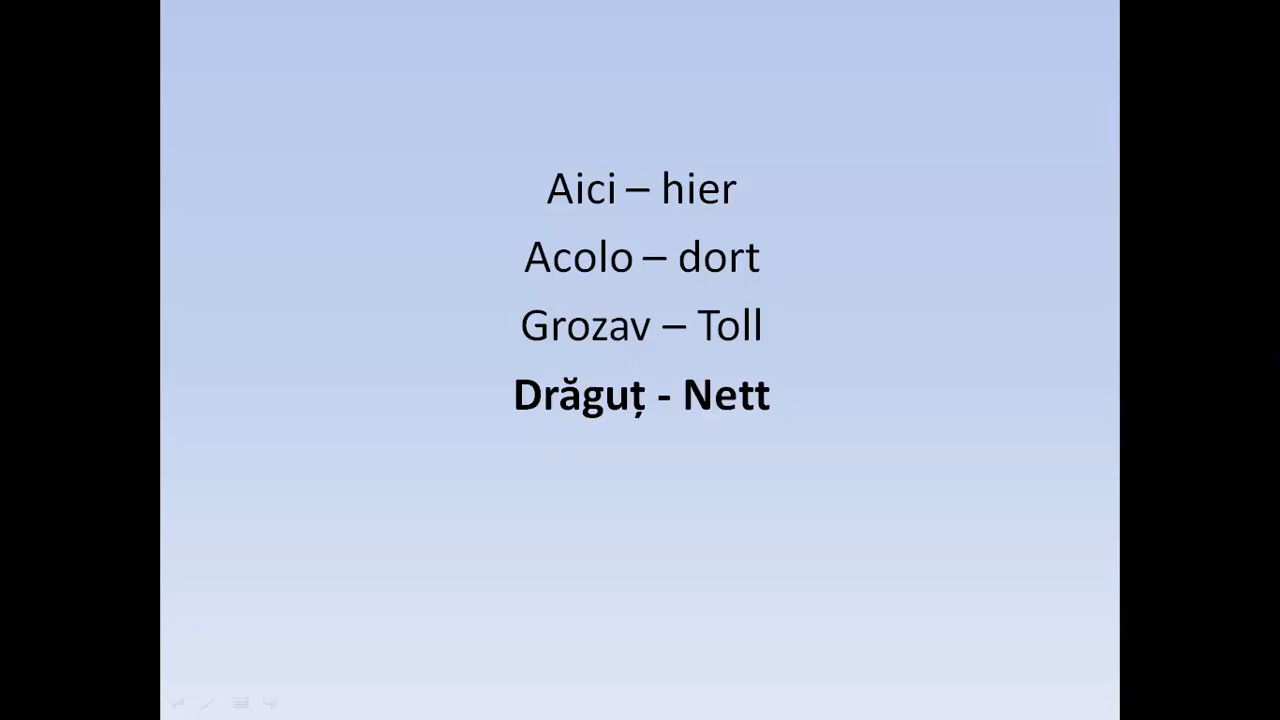 Aici – hier
Acolo – dort
Grozav – Toll
Drăguț - Nett